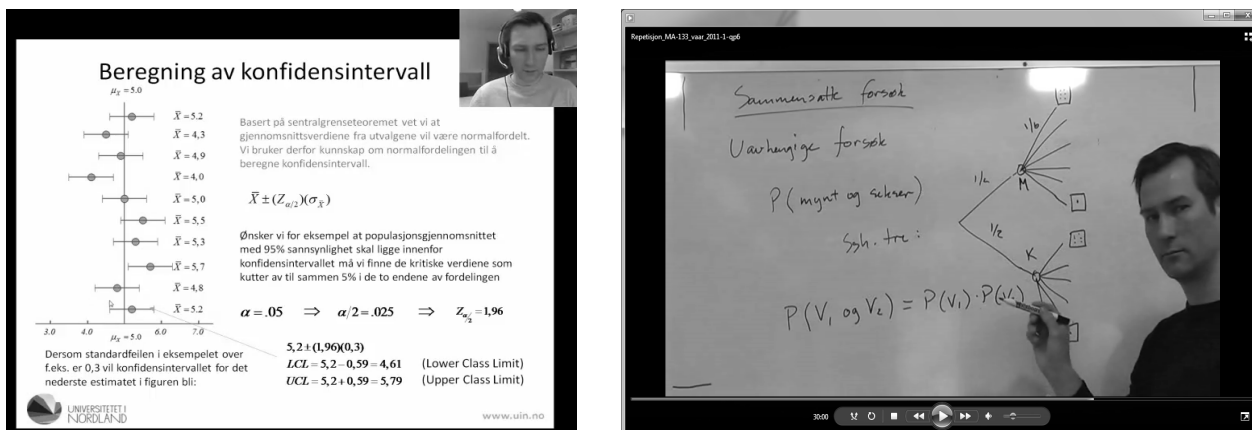 Beregning av konfidensintervall
μx̄ = 5.0
X̄ = 5.2
X̄ = 4,3
X̄ = 4,9
X̄ = 4,0
X̄ = 5,0
X̄ = 5,5
X̄ = 5,3
X̄ = 5,7
X̄ = 4,8
X̄ = 5.2
3.0 4.0 6.0 7.0
μx̄ = 5.0
Basert på sentralgrenseteoremet vet vi at
gjennomsnittsverdiene fra utvalgene vil være normalfordelt.
Vi bruker derfor kunnskap om normalfordelingen til å
beregne konfidensintervall.
X̄ ± (Zα/2)(σx̄)
Ønsker vi for eksempel at populasjonsgjennomsnittet
med 95% sannsynlighet skal ligge innenfor
konfidensintervallet må vi finne de kritiske verdiene som
kutter av til sammen 5% i de to endene av fordelingen
α = .05 ⇒ α/2 = .025 ⇒ Zα/2 = 1,96
Dersom standardfeilen i eksempelet over
f.eks. er 0,3 vil konfidensintervallet for det
nederste estimatet i figuren bli:
5,2 ± (1,96)(0,3)
LCL = 5,2 − 0,59 = 4,61 (Lower Class Limit)
UCL = 5,2 + 0,59 = 5,79 (Upper Class Limit)
UNIVERSITETET I
NORDLAND
www.uin.no
Repetisjon_MA-133_vaar_2011-1-qp6
Sammensatte forsøk
Uavhengige forsøk
P(mynt og sekser)
Ssh. tre:
1/6
1/2
M
1/2
K
P(V₁ og V₂) = P(V₁) · P(V₂)
30:00